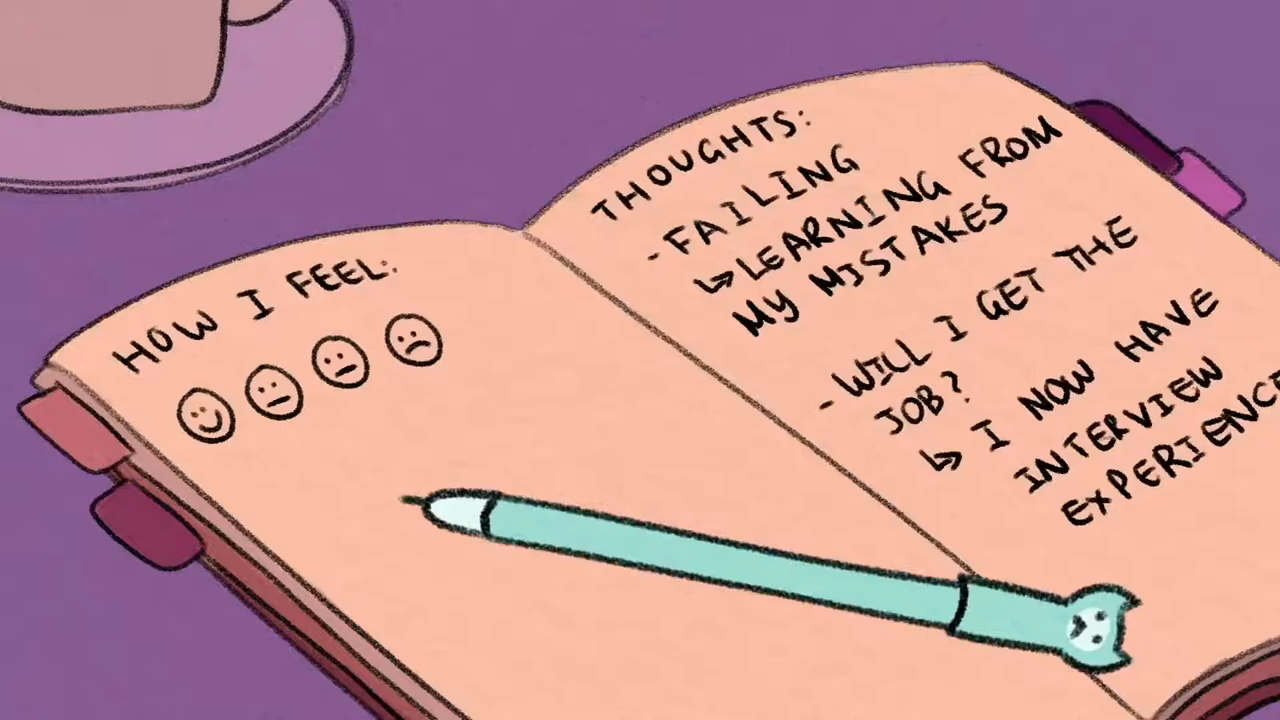 HOW I FEEL:
THOUGHTS:
- FAILING
↳ LEARNING FROM
MY MISTAKES
- WILL I GET THE
JOB?
↳ I NOW HAVE
INTERVIEW
EXPERIENCE